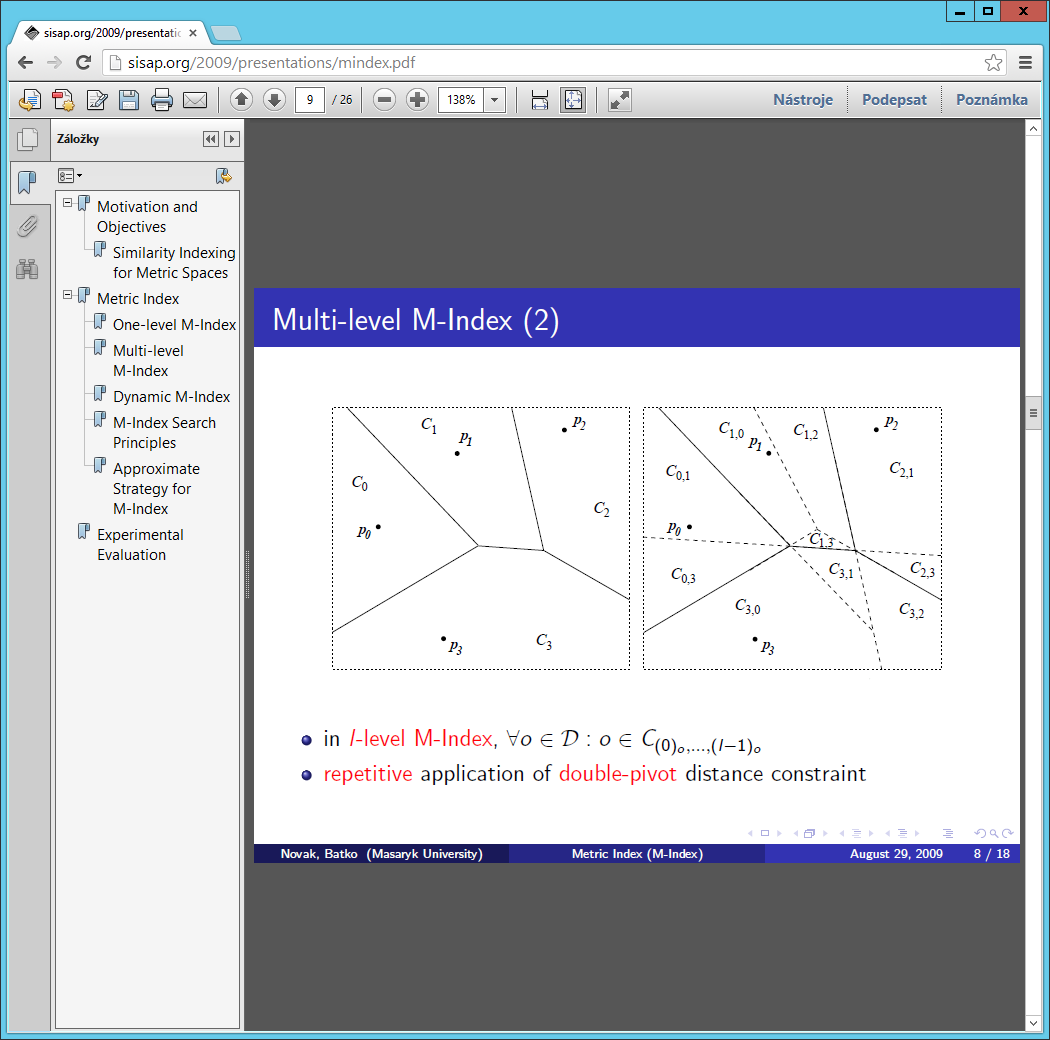 sisap.org/2009/presentatic
sisap.org/2009/presentations/mindex.pdf
9 / 26 138% Nástroje Podepsat Poznámka
Záložky
Motivation and
Objectives
Similarity Indexing
for Metric Spaces
Metric Index
One-level M-Index
Multi-level
M-Index
Dynamic M-Index
M-Index Search
Principles
Approximate
Strategy for
M-Index
Experimental
Evaluation
Multi-level M-Index (2)
C1 p1 p2
C0 C2
p0
C3
p3
C1,0 p1 C1,2 p2
C0,1 C2,1
p0 C1,3
C0,3 C3,1 C2,3
C3,0 C3,2
p3
in l-level M-Index, ∀o ∈ 𝒟 : o ∈ C(0)o,...,(l−1)o
repetitive application of double-pivot distance constraint
Novak, Batko (Masaryk University) Metric Index (M-Index) August 29, 2009 8 / 18